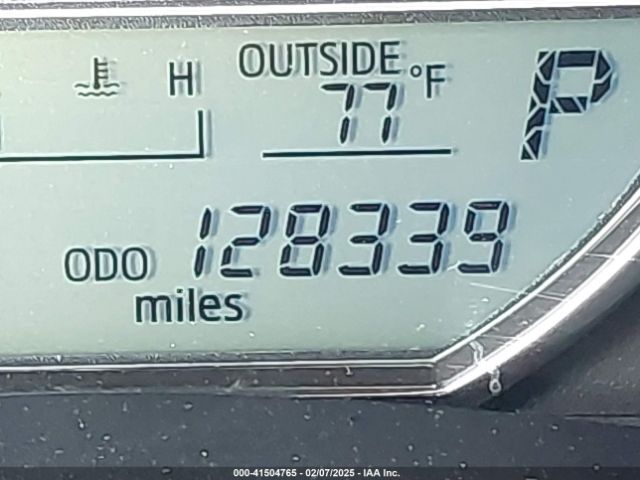 H OUTSIDE °F P
77
ODO 128339
miles
000-41504765 - 02/07/2025 - IAA Inc.